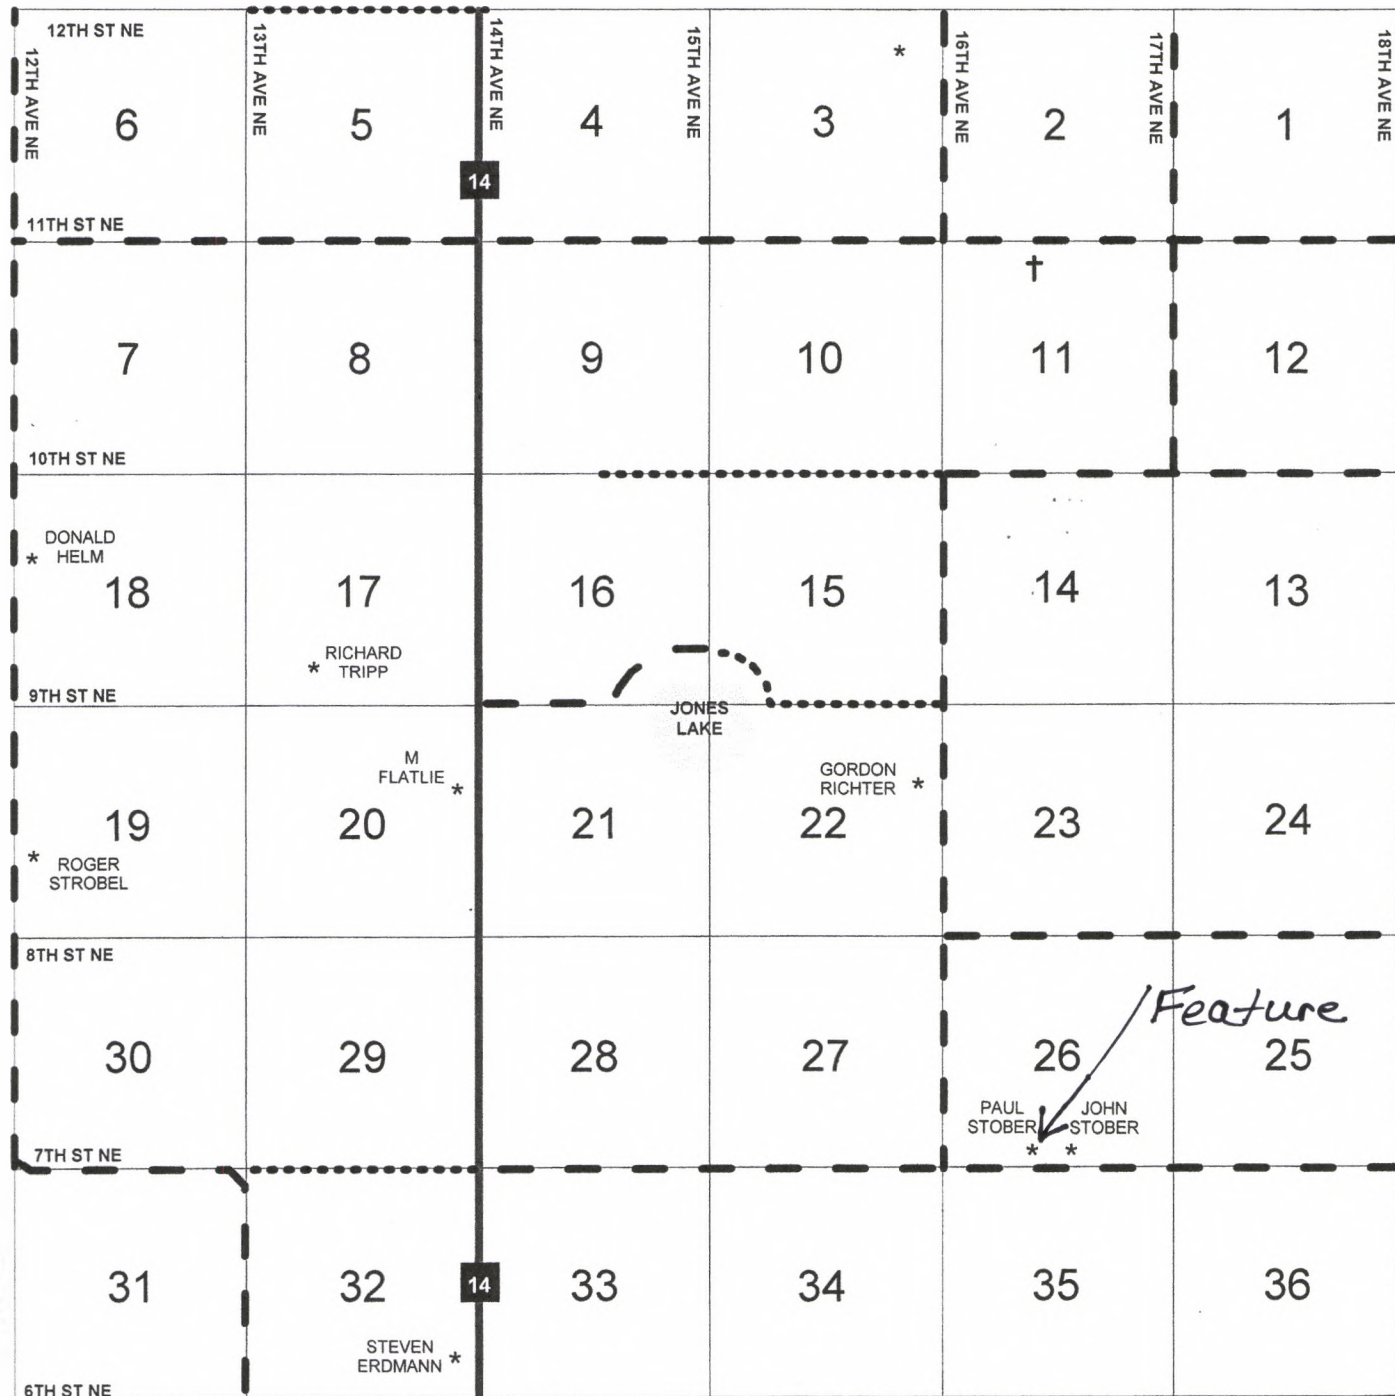 12TH ST NE
12TH AVE NE
13TH AVE NE
14TH AVE NE
15TH AVE NE
16TH AVE NE
17TH AVE NE
18TH AVE NE
6
5
4
3
2
1
14
11TH ST NE
7
8
9
10
11
12
10TH ST NE
DONALD
HELM
18
17
16
15
14
13
RICHARD
TRIPP
9TH ST NE
JONES
LAKE
M
FLATLIE
GORDON
RICHTER
19
20
21
22
23
24
ROGER
STROBEL
8TH ST NE
Feature
30
29
28
27
26
25
PAUL
STOBER
JOHN
STOBER
7TH ST NE
31
32
14
33
34
35
36
STEVEN
ERDMANN
6TH ST NE